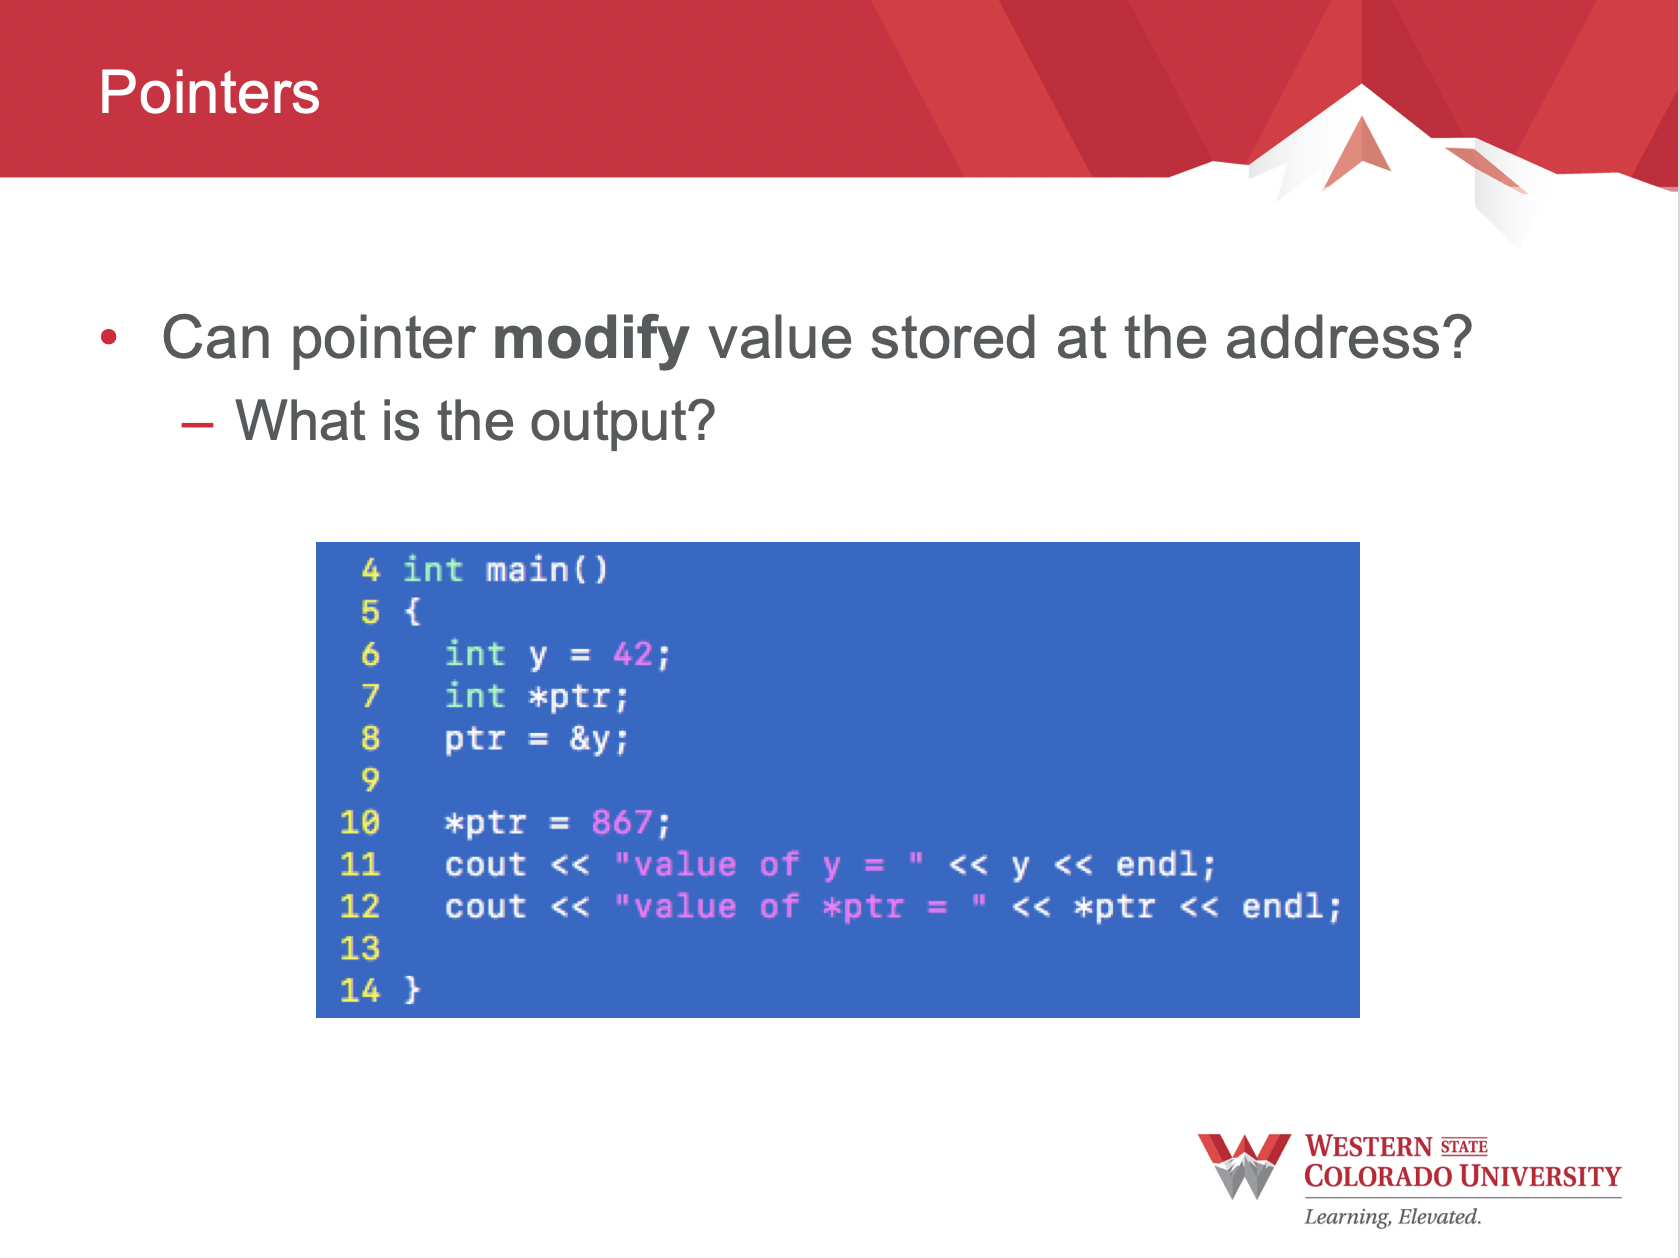 Pointers
• Can pointer modify value stored at the address?
– What is the output?
4 int main()
5 {
6   int y = 42;
7   int *ptr;
8   ptr = &y;
9
10   *ptr = 867;
11   cout << "value of y = " << y << endl;
12   cout << "value of *ptr = " << *ptr << endl;
13
14 }
WESTERN STATE
COLORADO UNIVERSITY
Learning, Elevated.